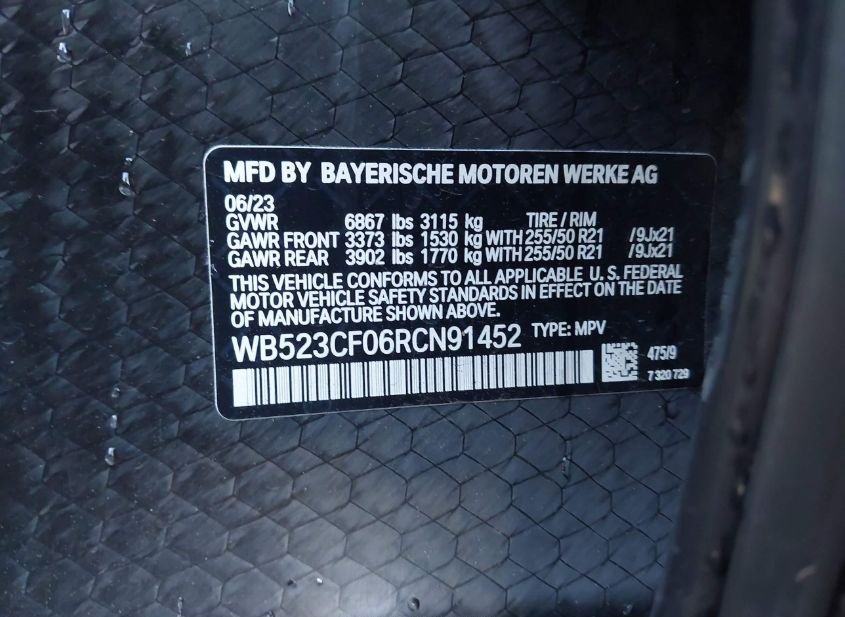 MFD BY BAYERISCHE MOTOREN WERKE AG
06/23
GVWR 6867 lbs 3115 kg TIRE / RIM
GAWR FRONT 3373 lbs 1530 kg WITH 255/50 R21 /9Jx21
GAWR REAR 3902 lbs 1770 kg WITH 255/50 R21 /9Jx21
THIS VEHICLE CONFORMS TO ALL APPLICABLE U. S. FEDERAL
MOTOR VEHICLE SAFETY STANDARDS IN EFFECT ON THE DATE
OF MANUFACTURE SHOWN ABOVE.
WB523CF06RCN91452 TYPE: MPV
475/9
7 320 729